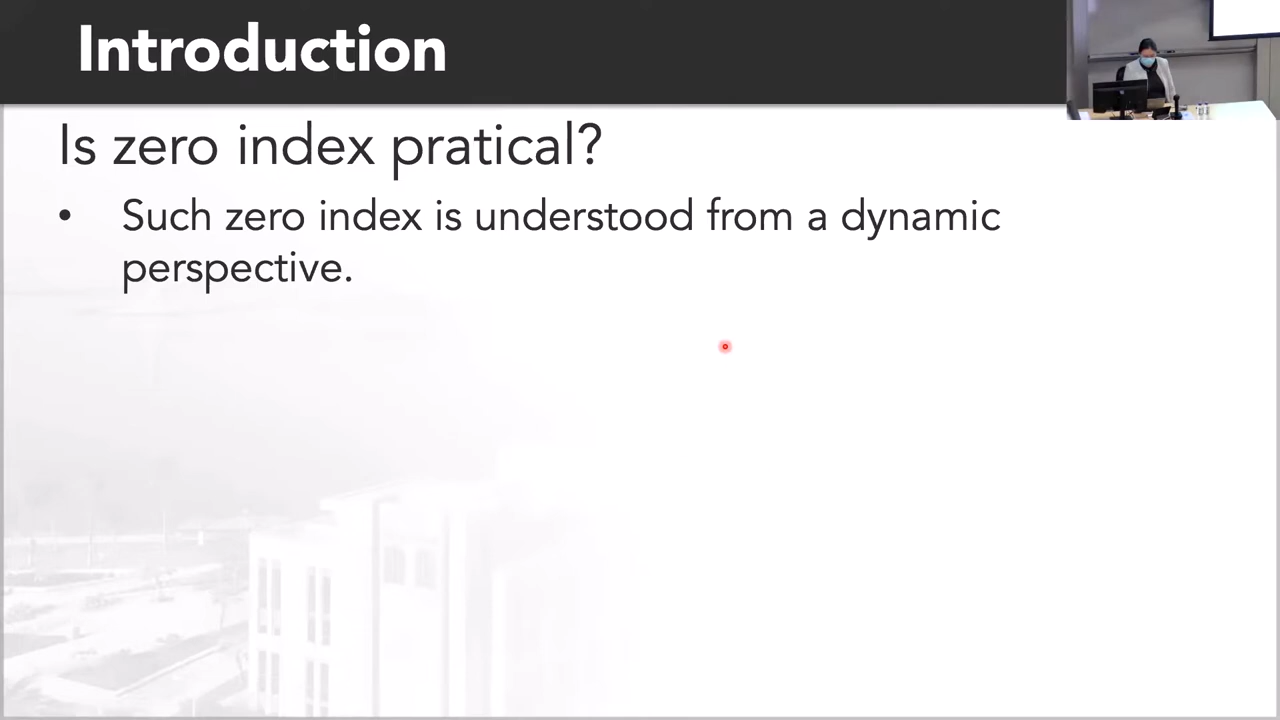 Introduction
Is zero index pratical?
• Such zero index is understood from a dynamic
perspective.